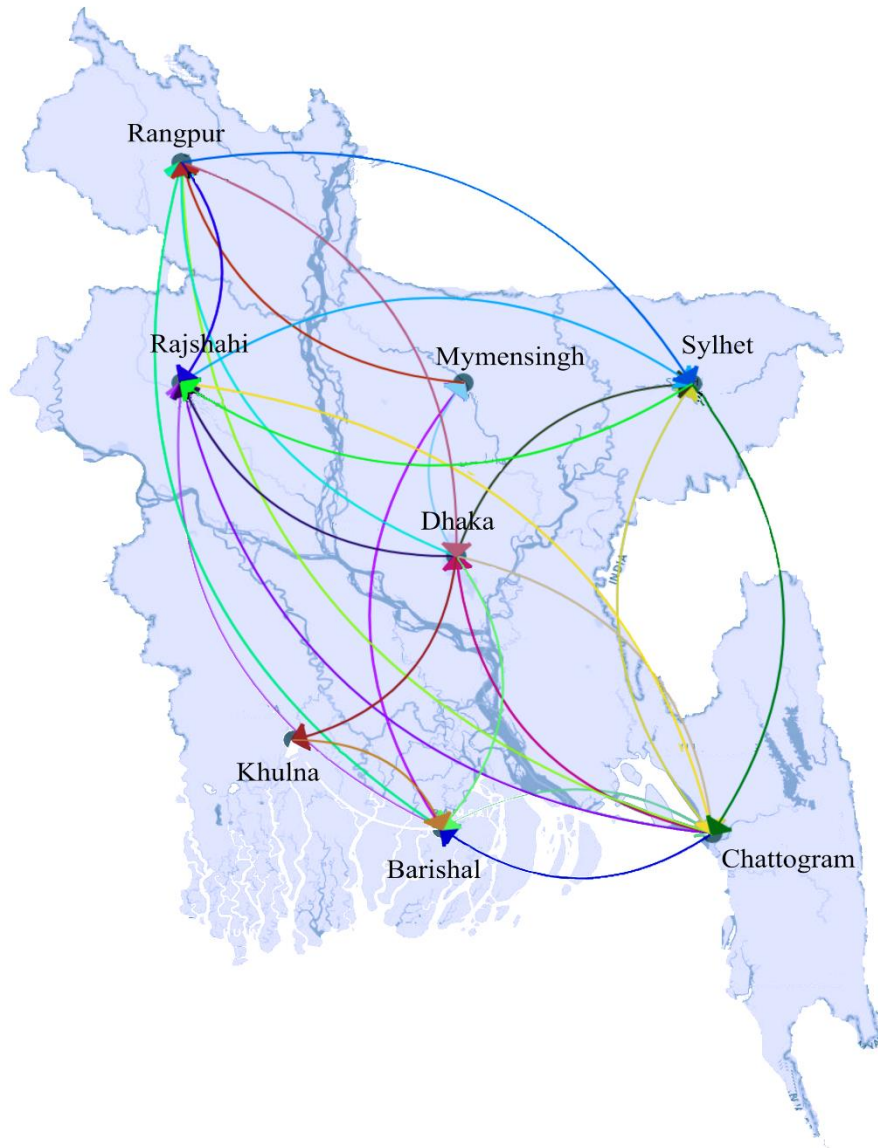 Rangpur
Rajshahi
Mymensingh
Sylhet
Dhaka
INDIA
Khulna
Barishal
Chattogram